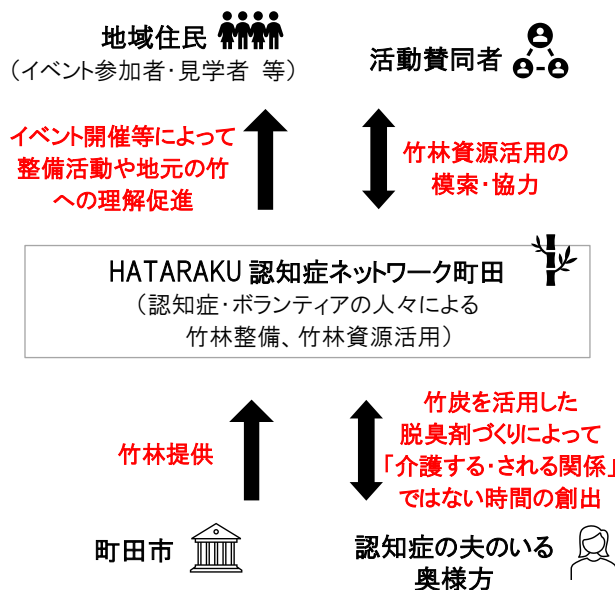 地域住民
（イベント参加者・見学者 等）
活動賛同者
イベント開催等によって
整備活動や地元の竹
への理解促進
竹林資源活用の
模索・協力
HATARAKU 認知症ネットワーク町田
（認知症・ボランティアの人々による
竹林整備、竹林資源活用）
竹林提供
竹炭を活用した
脱臭剤づくりによって
「介護する・される関係」
ではない時間の創出
町田市
認知症の夫のいる
奥様方